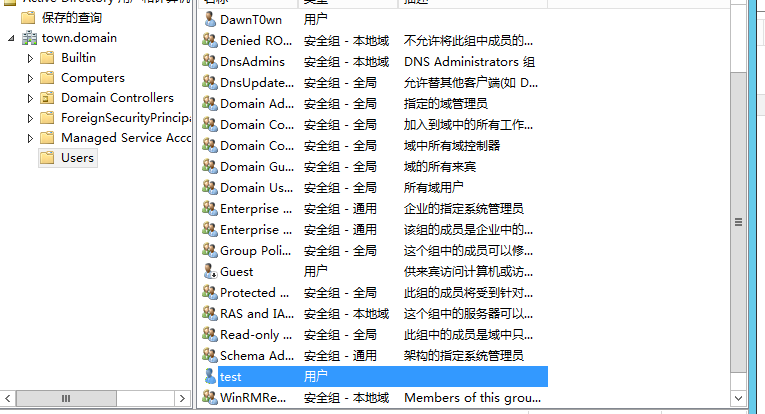 保存的查询
town.domain
Builtin
Computers
Domain Controllers
ForeignSecurityPrincipa
Managed Service Acco
Users
DawnT0wn 用户
Denied RO... 安全组 - 本地域 不允许将此组中成员的...
DnsAdmins 安全组 - 本地域 DNS Administrators 组
DnsUpdate... 安全组 - 全局 允许替其他客户端(如 D...
Domain Ad... 安全组 - 全局 指定的域管理员
Domain Co... 安全组 - 全局 加入到域中的所有工作...
Domain Co... 安全组 - 全局 域中所有域控制器
Domain Gu... 安全组 - 全局 域的所有来宾
Domain Us... 安全组 - 全局 所有域用户
Enterprise ... 安全组 - 通用 企业的指定系统管理员
Enterprise ... 安全组 - 通用 该组的成员是企业中的...
Group Poli... 安全组 - 全局 这个组中的成员可以修...
Guest 用户 供来宾访问计算机或访...
Protected ... 安全组 - 全局 此组的成员将受到针对...
RAS and IA... 安全组 - 本地域 这个组中的服务器可以...
Read-only ... 安全组 - 全局 此组中的成员是域中只...
Schema Ad... 安全组 - 通用 架构的指定系统管理员
test 用户
WinRMRe... 安全组 - 本地域 Members of this grou...